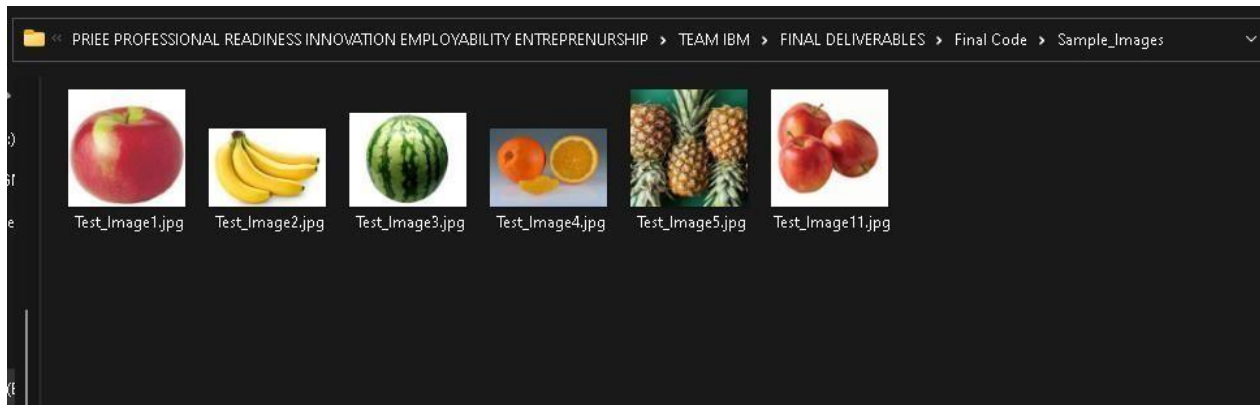 « PRIEE PROFESSIONAL READINESS INNOVATION EMPLOYABILITY ENTREPRENURSHIP > TEAM IBM > FINAL DELIVERABLES > Final Code > Sample_Images
Test_Image1.jpg Test_Image2.jpg Test_Image3.jpg Test_Image4.jpg Test_Image5.jpg Test_Image11.jpg